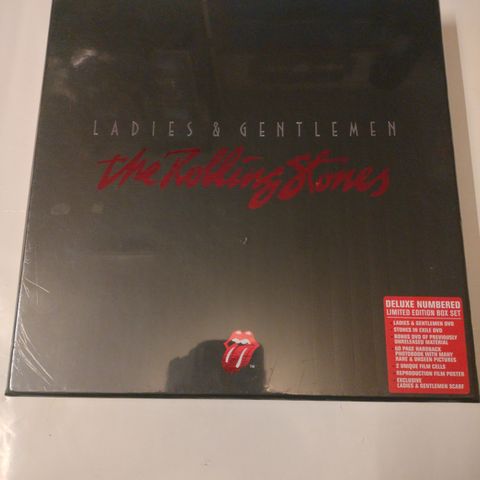 LADIES & GENTLEMEN
the Rolling Stones
DELUXE NUMBERED
LIMITED EDITION BOX SET
LADIES & GENTLEMEN DVD
STONES IN EXILE DVD
BONUS DVD OF PREVIOUSLY
UNRELEASED MATERIAL
60 PAGE HARDBACK
PHOTOBOOK WITH MANY
RARE & UNSEEN PICTURES
2 UNIQUE FILM CELLS
REPRODUCTION FILM POSTER
EXCLUSIVE
LADIES & GENTLEMEN SCARF
TM